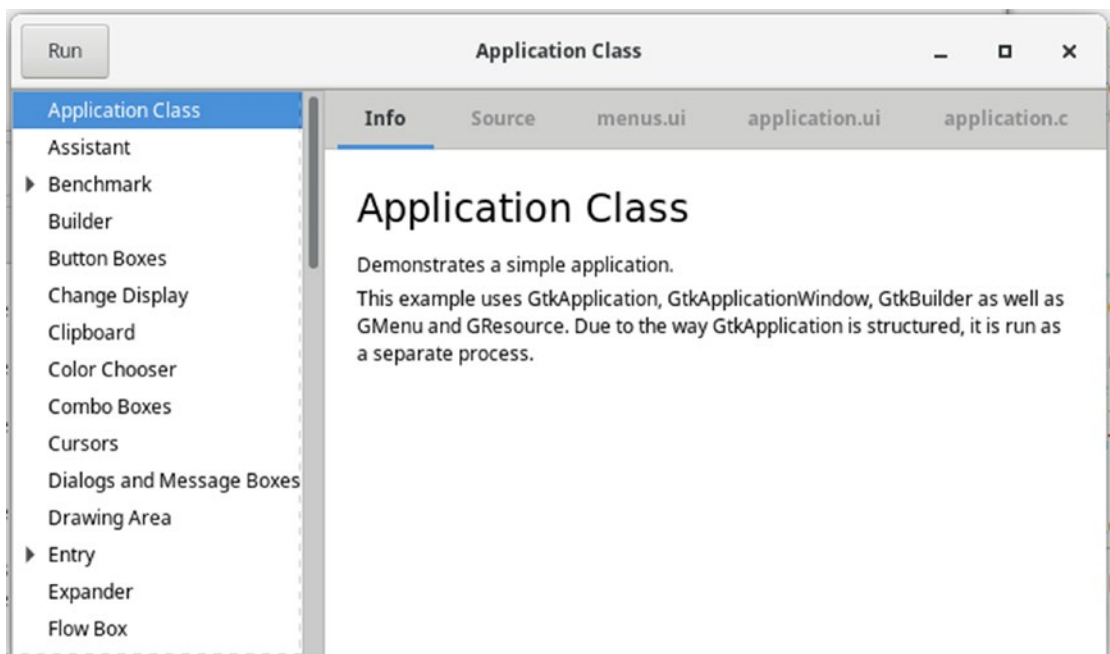 Run
Application Class
Application Class
Assistant
Benchmark
Builder
Button Boxes
Change Display
Clipboard
Color Chooser
Combo Boxes
Cursors
Dialogs and Message Boxes
Drawing Area
Entry
Expander
Flow Box
Info
Source
menus.ui
application.ui
application.c
Application Class
Demonstrates a simple application.
This example uses GtkApplication, GtkApplicationWindow, GtkBuilder as well as
GMenu and GResource. Due to the way GtkApplication is structured, it is run as
a separate process.